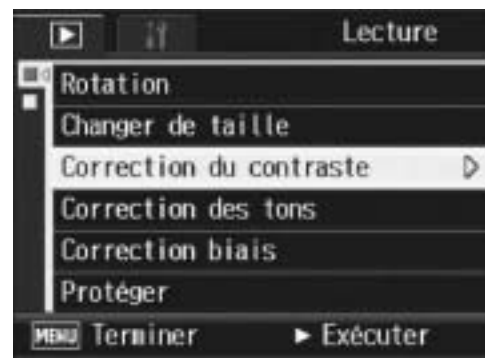 Lecture
Rotation
Changer de taille
Correction du contraste
Correction des tons
Correction biais
Protéger
MENU Terminer ► Exécuter